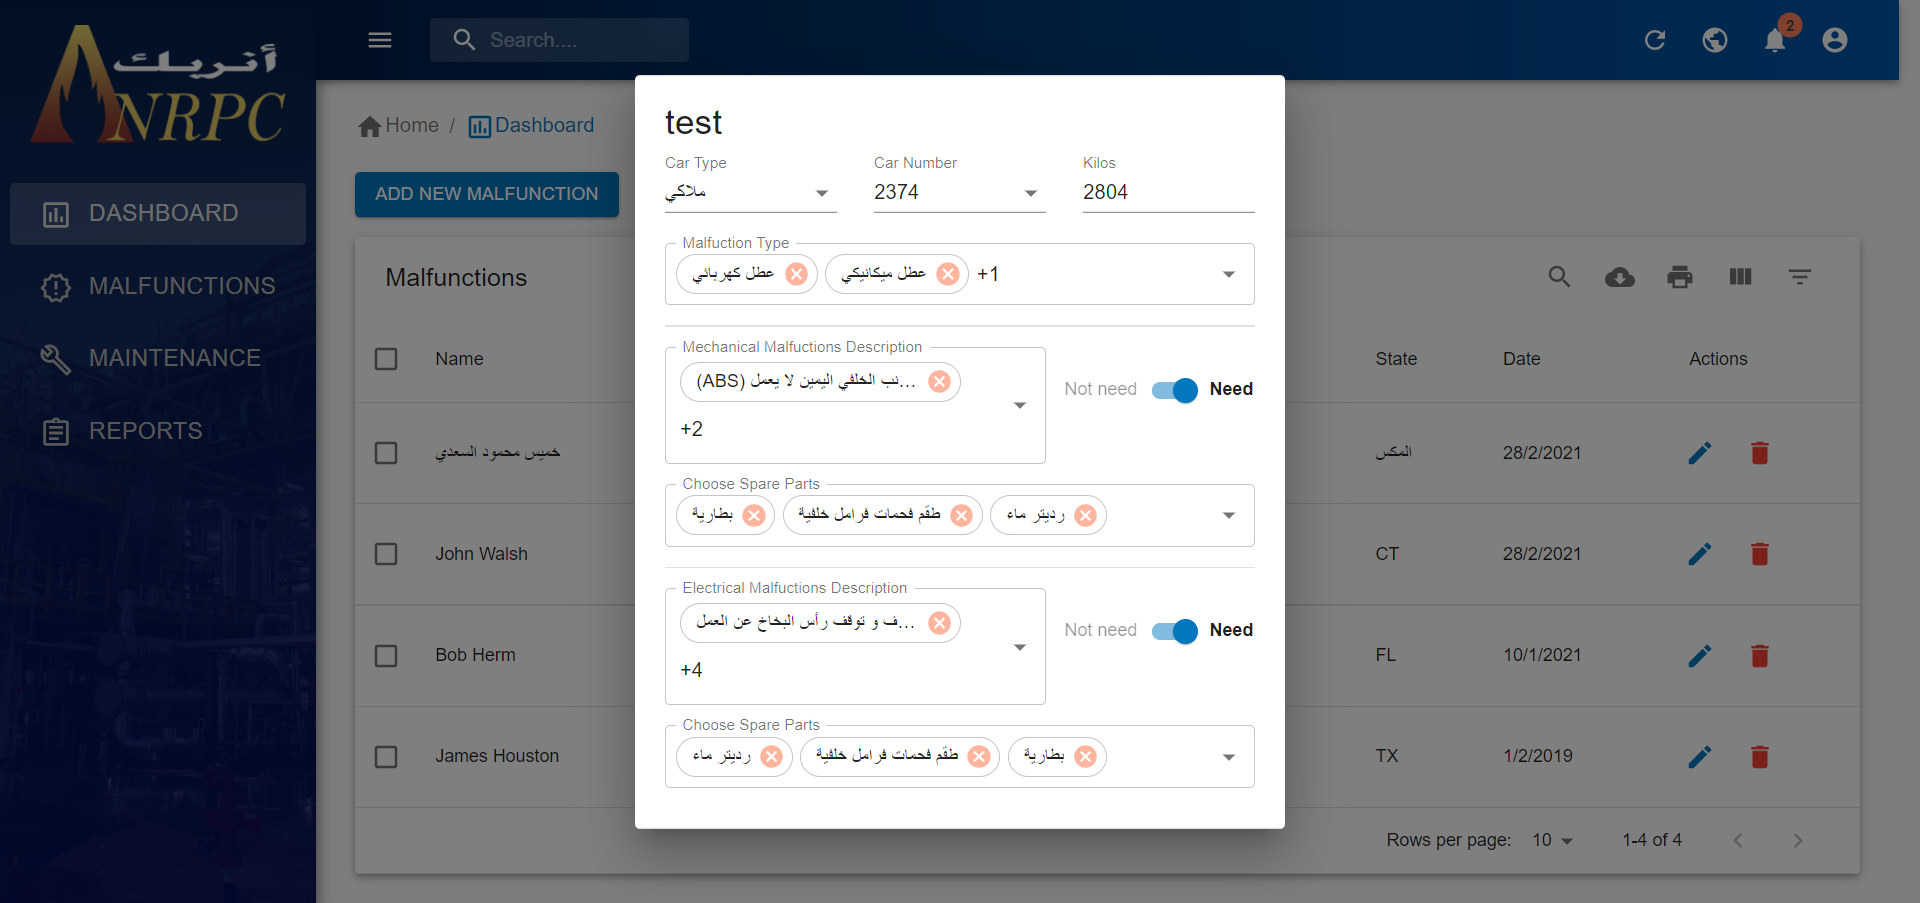 أنربك
ANRPC
Search....
2
Home / Dashboard
ADD NEW MALFUNCTION
DASHBOARD
MALFUNCTIONS
MAINTENANCE
REPORTS
Malfunctions
Name
State
Date
Actions
خميس محمود السعدي
المكس
28/2/2021
John Walsh
CT
28/2/2021
Bob Herm
FL
10/1/2021
James Houston
TX
1/2/2019
Rows per page:
10
1-4 of 4
test
Car Type
Car Number
Kilos
ملاكي
2374
2804
Malfuction Type
عطل كهربائي
عطل ميكانيكي
+1
Mechanical Malfuctions Description
(ABS) نب الخلفي اليمين لا يعمل...
+2
Not need
Need
Choose Spare Parts
بطارية
طقم فحمات فرامل خلفية
رديتر ماء
Electrical Malfuctions Description
ف و توقف رأس البخاخ عن العمل...
+4
Not need
Need
Choose Spare Parts
رديتر ماء
طقم فحمات فرامل خلفية
بطارية